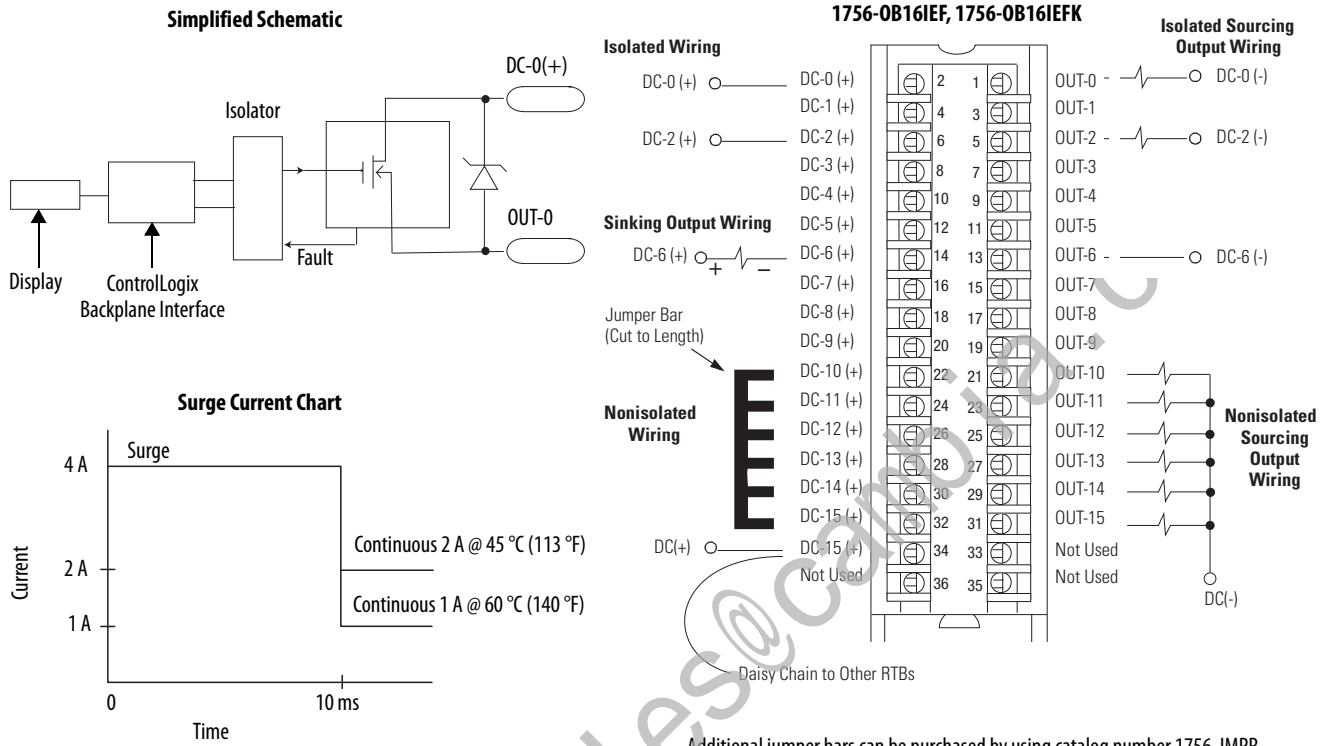 Simplified Schematic
DC-0(+)
Isolator
OUT-0
Fault
Display
ControlLogix
Backplane Interface
Surge Current Chart
4 A
Surge
Current
2 A
Continuous 2 A @ 45 °C (113 °F)
Continuous 1 A @ 60 °C (140 °F)
1 A
0
10 ms
Time
1756-OB16IEF, 1756-OB16IEFK
Isolated Wiring
Isolated Sourcing
Output Wiring
DC-0 (+) DC-0 (+) 2 1 OUT-0 DC-0 (-)
DC-1 (+) 4 3 OUT-1
DC-2 (+) DC-2 (+) 6 5 OUT-2 DC-2 (-)
DC-3 (+) 8 7 OUT-3
DC-4 (+) 10 9 OUT-4
Sinking Output Wiring
DC-5 (+) 12 11 OUT-5
DC-6 (+) + − DC-6 (+) 14 13 OUT-6 DC-6 (-)
DC-7 (+) 16 15 OUT-7
Jumper Bar
(Cut to Length)
DC-8 (+) 18 17 OUT-8
DC-9 (+) 20 19 OUT-9
DC-10 (+) 22 21 OUT-10
DC-11 (+) 24 23 OUT-11
DC-12 (+) 26 25 OUT-12
DC-13 (+) 28 27 OUT-13
DC-14 (+) 30 29 OUT-14
DC-15 (+) 32 31 OUT-15
Nonisolated
Wiring
Nonisolated
Sourcing
Output
Wiring
DC(+) DC-15 (+) 34 33 Not Used
Not Used 36 35 Not Used
DC(-)
Daisy Chain to Other RTBs
Additional jumper bars can be purchased by using catalog number 1756-JMPR
les@cambia.c